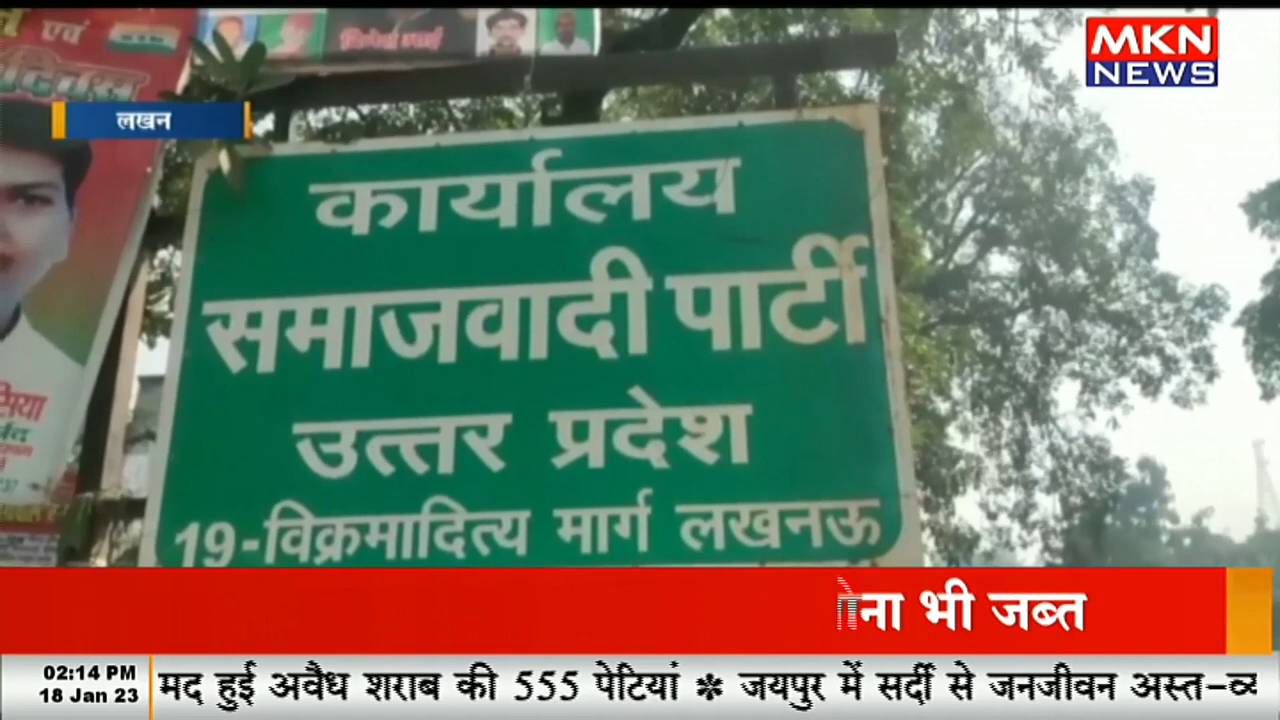 एवं
MKN
NEWS
लखन
कार्यालय
समाजवादी पार्टी
उत्तर प्रदेश
19-विक्रमादित्य मार्ग लखनऊ
ना भी जब्त
02:14 PM
18 Jan 23
मद हुई अवैध शराब की 555 पेटियां * जयपुर में सर्दी से जनजीवन अस्त-व्य